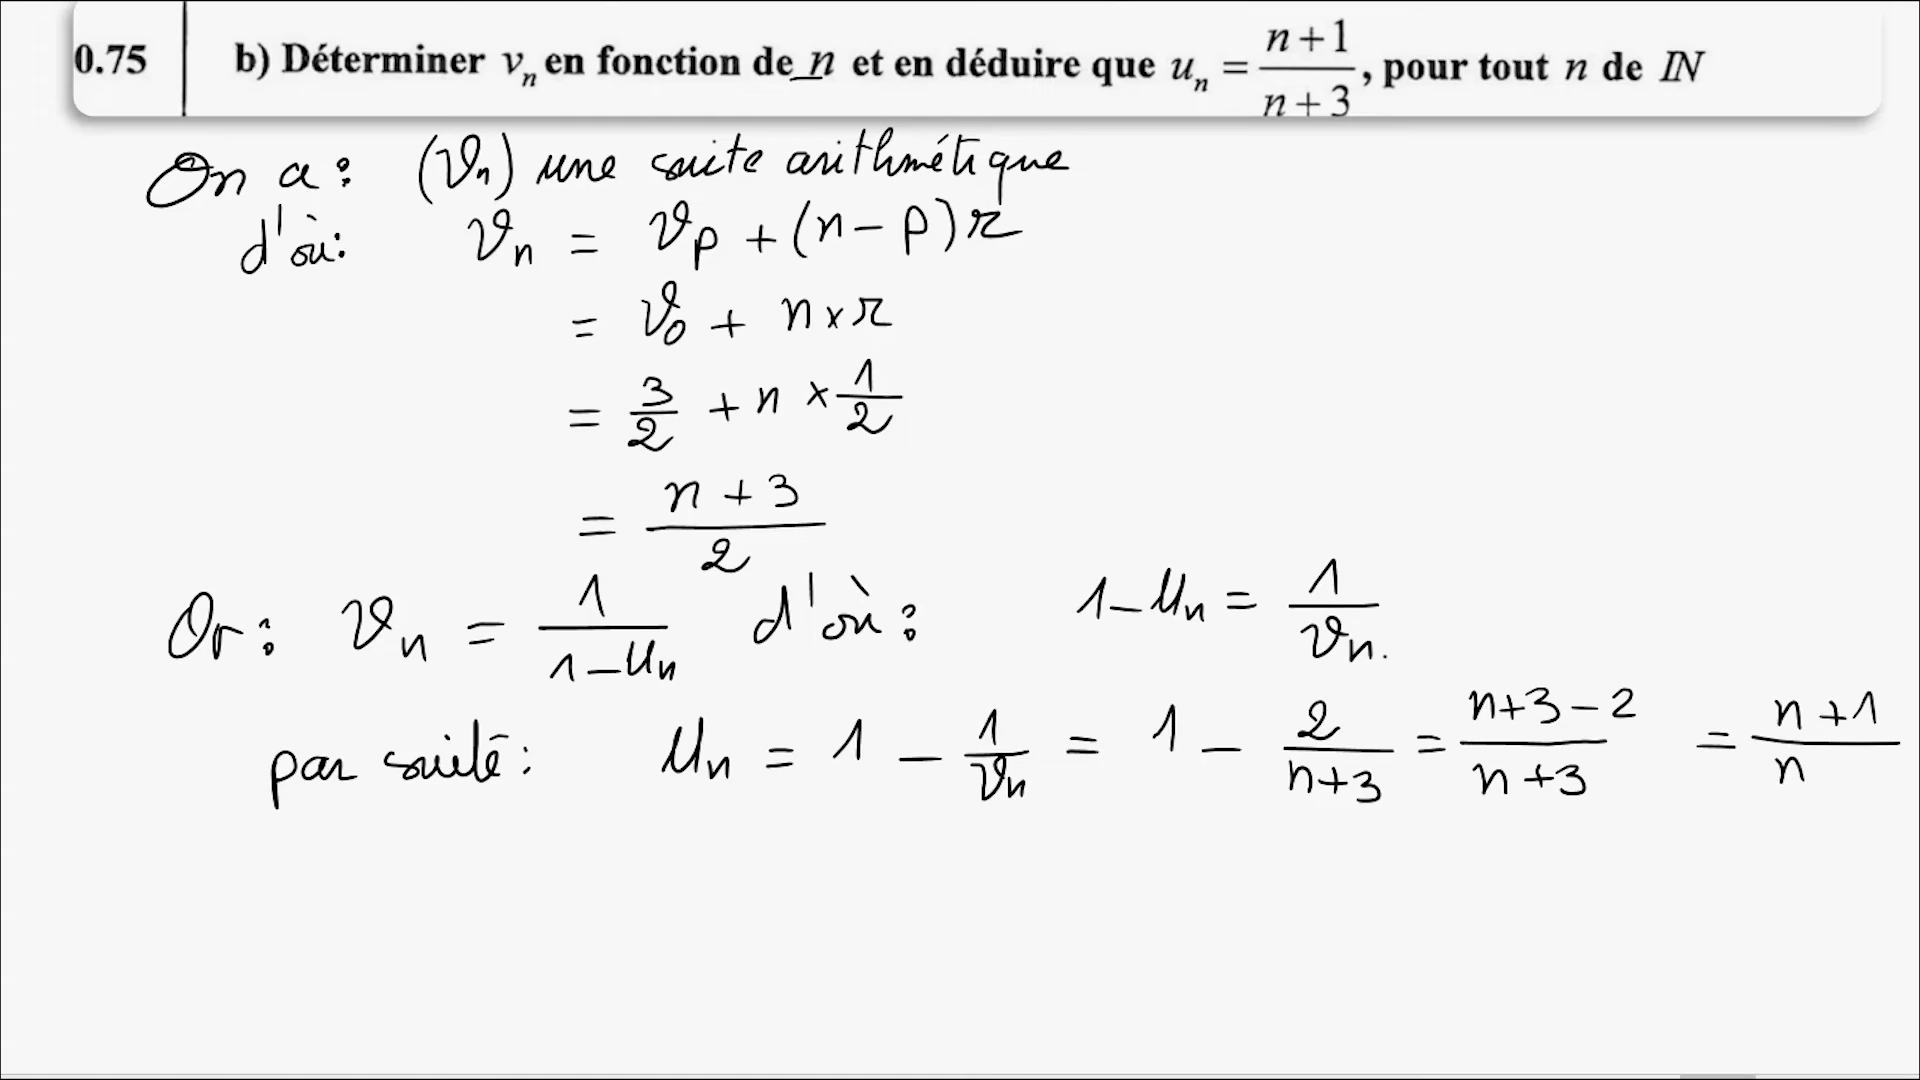 0.75 b) Déterminer vₙ en fonction de n et en déduire que uₙ = (n+1)/(n+3), pour tout n de IN
On a : (vₙ) une suite arithmétique
d'où: vₙ = vₚ + (n-p)r
= v₀ + n×r
= 3/2 + n × 1/2
= (n+3)/2
Or : vₙ = 1/(1-uₙ) d'où : 1-uₙ = 1/vₙ.
par suite : uₙ = 1 - 1/vₙ = 1 - 2/(n+3) = (n+3-2)/(n+3) = (n+1)/n